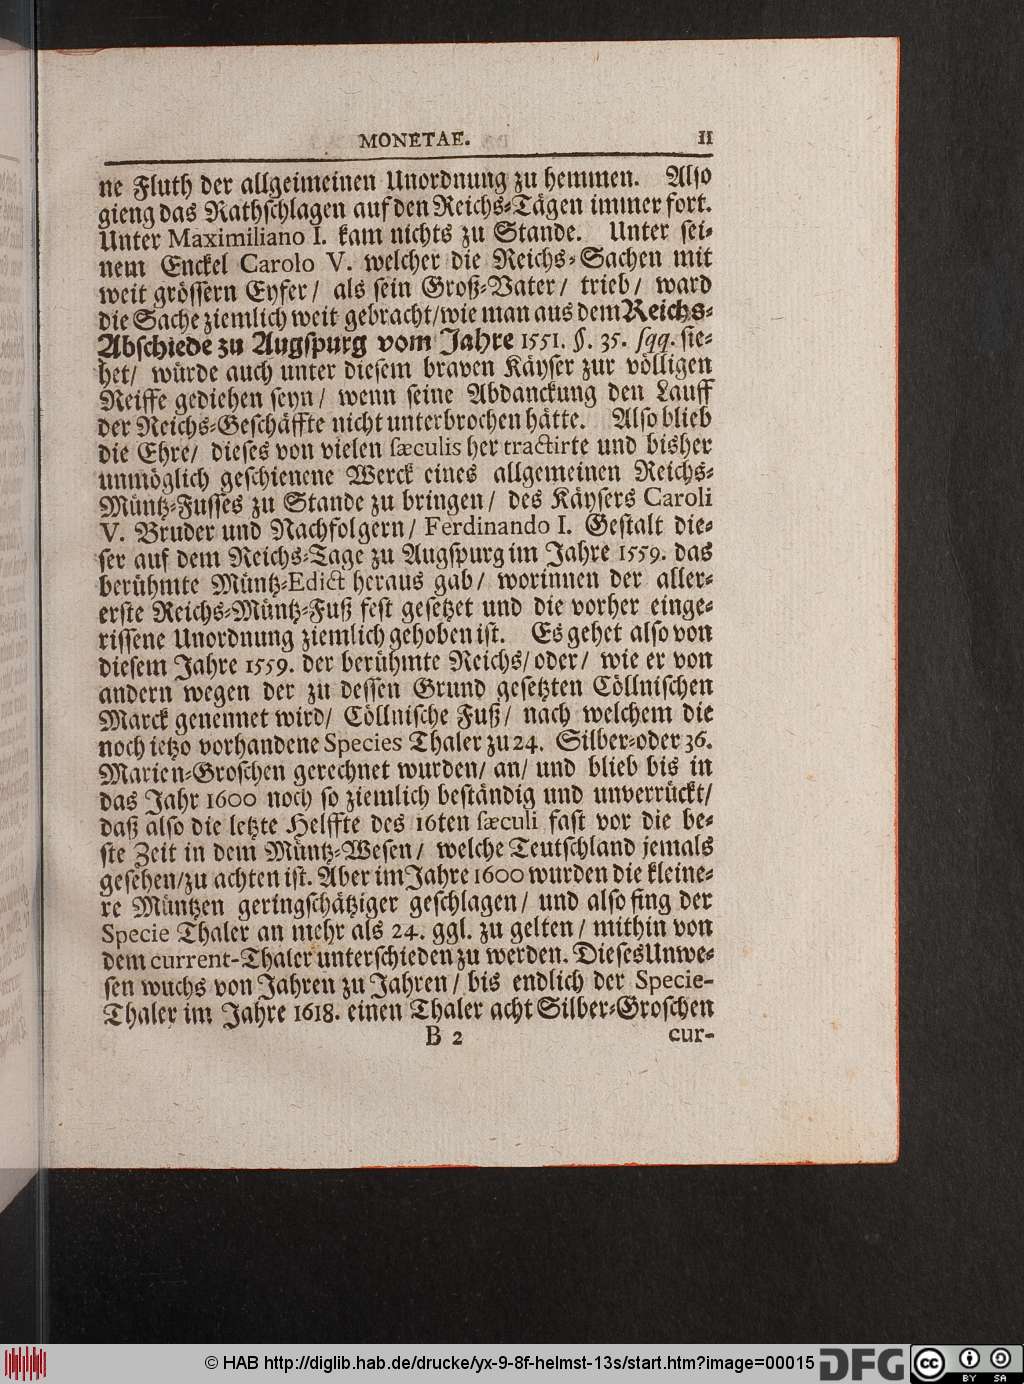 MONETAE. 11
ne Fluth der allgeimeinen Unordnung zu hemmen. Also
gieng das Rathschlagen auf den Reichs-Tägen immer fort.
Unter Maximiliano I. kam nichts zu Stande. Unter sei-
nem Enckel Carolo V. welcher die Reichs-Sachen mit
weit grössern Eyfer/ als sein Groß-Vater/ trieb/ ward
die Sache ziemlich weit gebracht/wie man aus dem Reichs-
Abschiede zu Augspurg vom Jahre 1551. §. 35. sqq. sie-
het/ würde auch unter diesem braven Käyser zur völligen
Reiffe gediehen seyn/ wenn seine Abdanckung den Lauff
der Reichs-Geschäffte nicht unterbrochen hätte. Also blieb
die Ehre/ dieses von vielen sæculis her tractirte und bisher
unmöglich geschienene Werck eines allgemeinen Reichs-
Müntz-Fusses zu Stande zu bringen/ des Käysers Caroli
V. Bruder und Nachfolgern/ Ferdinando I. Gestalt die-
ser auf dem Reichs-Tage zu Augspurg im Jahre 1559. das
berühmte Müntz-Edict heraus gab/ worinnen der aller-
erste Reichs-Müntz-Fuß fest gesetzet und die vorher einge-
rissene Unordnung ziemlich gehoben ist. Es gehet also von
diesem Jahre 1559. der berühmte Reichs/ oder/ wie er von
andern wegen der zu dessen Grund gesetzten Cöllnischen
Marck genennet wird/ Cöllnische Fuß/ nach welchem die
noch ietzo vorhandene Species Thaler zu 24. Silber-oder 36.
Marien-Groschen gerechnet wurden/ an/ und blieb bis in
das Jahr 1600 noch so ziemlich beständig und unverrückt/
daß also die letzte Helffte des 16ten sæculi fast vor die be-
ste Zeit in dem Müntz-Wesen/ welche Teutschland jemals
gesehen/zu achten ist. Aber im Jahre 1600 wurden die kleine-
re Müntzen geringschätziger geschlagen/ und also fing der
Specie Thaler an mehr als 24. ggl. zu gelten/ mithin von
dem current-Thaler unterschieden zu werden. Dieses Unwe-
sen wuchs von Jahren zu Jahren/ bis endlich der Specie-
Thaler im Jahre 1618. einen Thaler acht Silber-Groschen
B 2 cur-
© HAB http://diglib.hab.de/drucke/yx-9-8f-helmst-13s/start.htm?image=00015 DFG cc BY SA